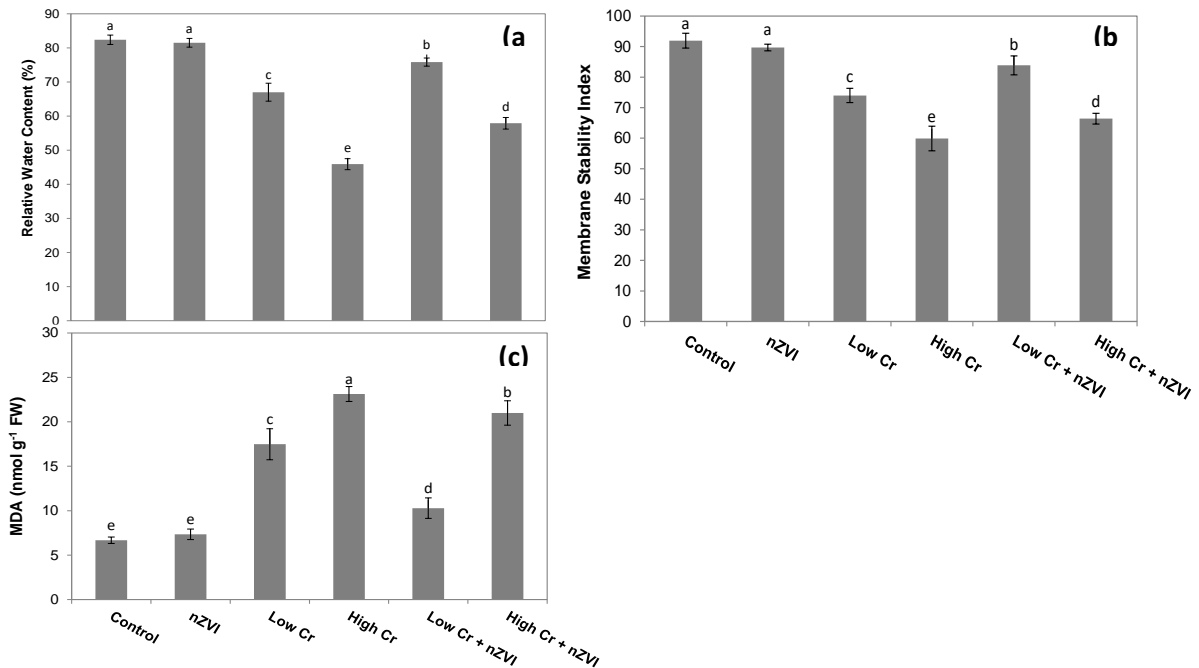 (a
Relative Water Content (%)
90
80
70
60
50
40
30
20
10
0
a
a
c
e
b
d
(b)
Membrane Stability Index
100
90
80
70
60
50
40
30
20
10
0
a
a
c
e
b
d
Control
nZVI
Low Cr
High Cr
Low Cr + nZVI
High Cr + nZVI
(c)
MDA (nmol g⁻¹ FW)
30
25
20
15
10
5
0
e
e
c
a
d
b
Control
nZVI
Low Cr
High Cr
Low Cr + nZVI
High Cr + nZVI